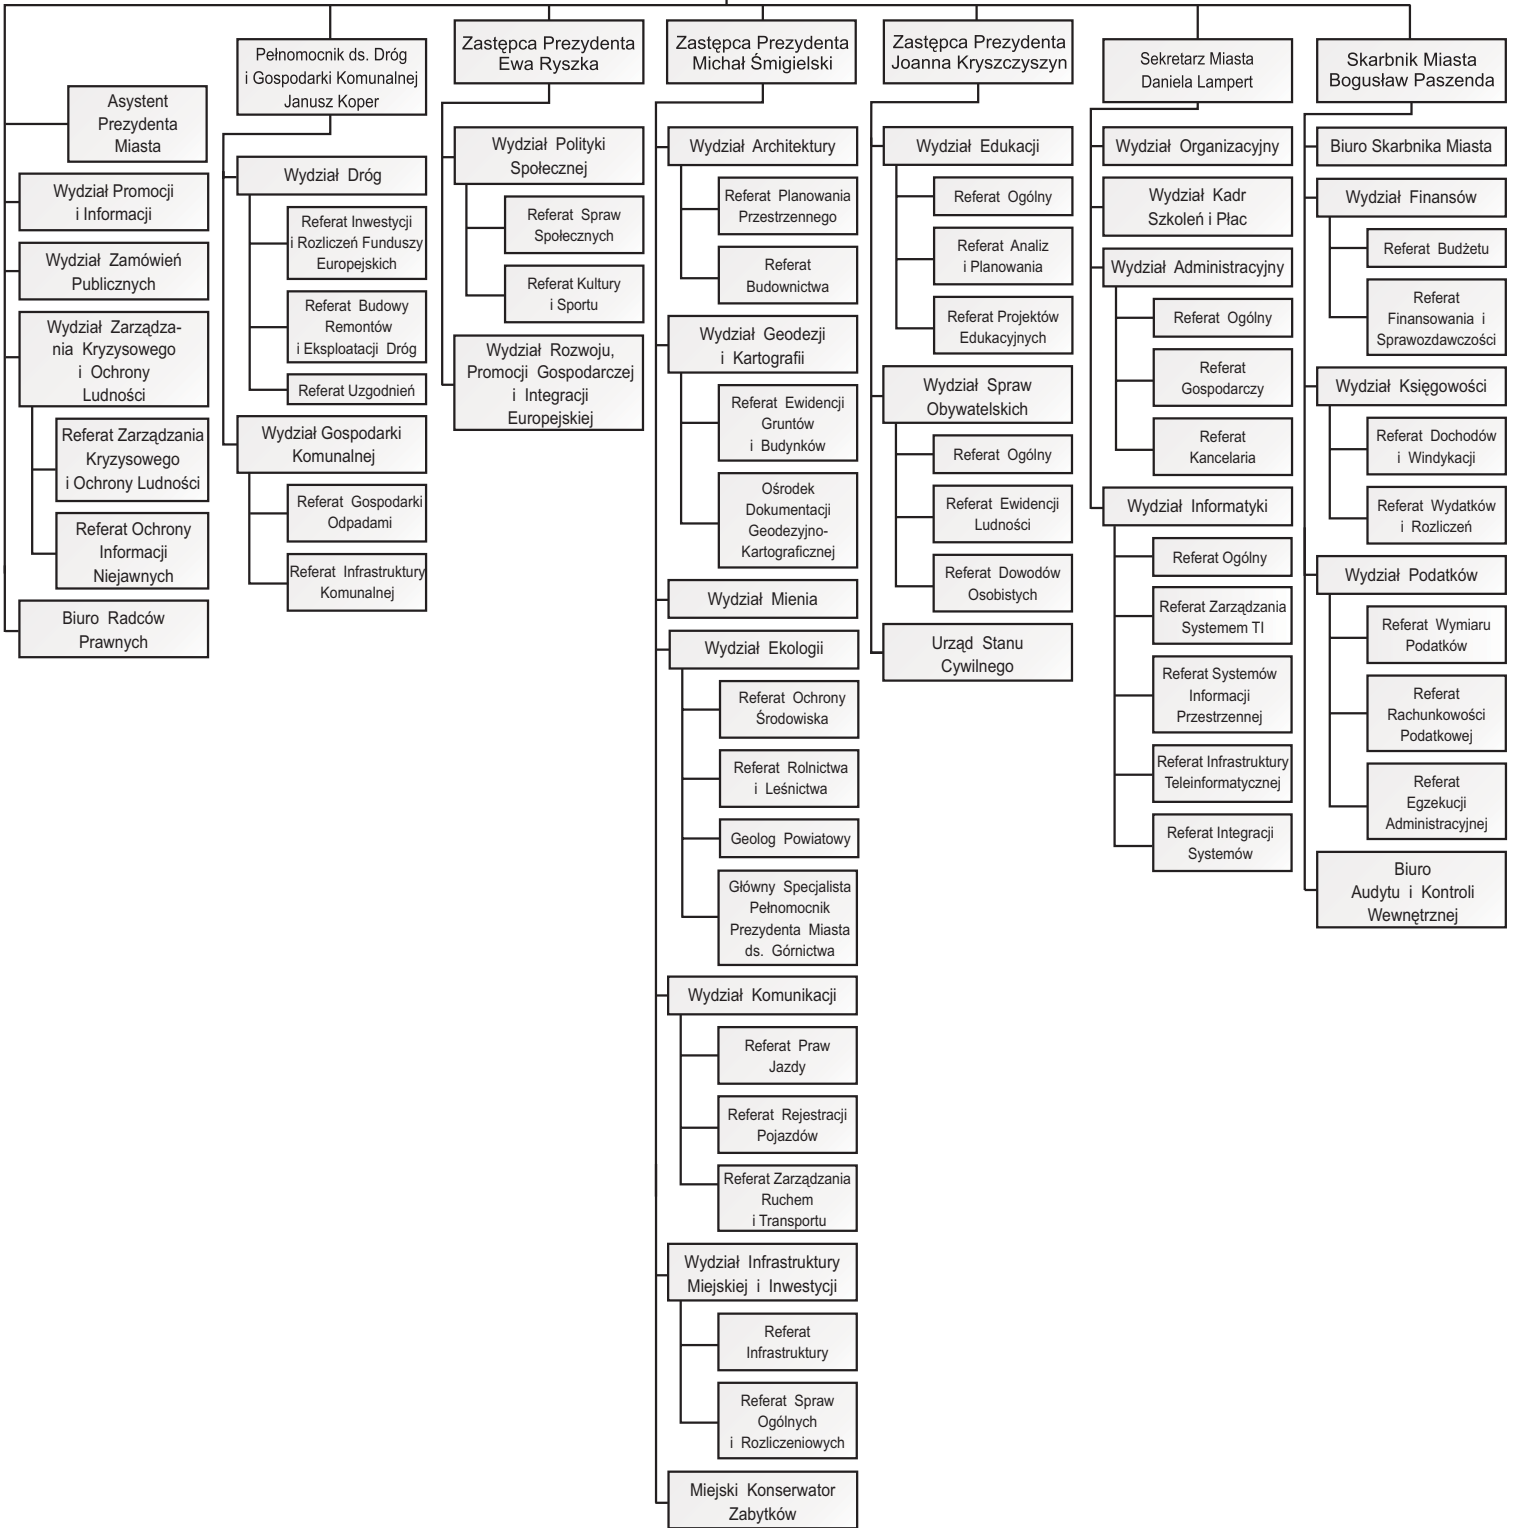 Asystent
Prezydenta
Miasta
Wydział Promocji
i Informacji
Wydział Zamówień
Publicznych
Wydział Zarządza-
nia Kryzysowego
i Ochrony
Ludności
Referat Zarządzania
Kryzysowego
i Ochrony Ludności
Referat Ochrony
Informacji
Niejawnych
Biuro Radców
Prawnych
Pełnomocnik ds. Dróg
i Gospodarki Komunalnej
Janusz Koper
Wydział Dróg
Referat Inwestycji
i Rozliczeń Funduszy
Europejskich
Referat Budowy
Remontów
i Eksploatacji Dróg
Referat Uzgodnień
Wydział Gospodarki
Komunalnej
Referat Gospodarki
Odpadami
Referat Infrastruktury
Komunalnej
Zastępca Prezydenta
Ewa Ryszka
Wydział Polityki
Społecznej
Referat Spraw
Społecznych
Referat Kultury
i Sportu
Wydział Rozwoju,
Promocji Gospodarczej
i Integracji
Europejskiej
Zastępca Prezydenta
Michał Śmigielski
Wydział Architektury
Referat Planowania
Przestrzennego
Referat
Budownictwa
Wydział Geodezji
i Kartografii
Referat Ewidencji
Gruntów
i Budynków
Ośrodek
Dokumentacji
Geodezyjno-
Kartograficznej
Wydział Mienia
Wydział Ekologii
Referat Ochrony
Środowiska
Referat Rolnictwa
i Leśnictwa
Geolog Powiatowy
Główny Specjalista
Pełnomocnik
Prezydenta Miasta
ds. Górnictwa
Wydział Komunikacji
Referat Praw
Jazdy
Referat Rejestracji
Pojazdów
Referat Zarządzania
Ruchem
i Transportu
Wydział Infrastruktury
Miejskiej i Inwestycji
Referat
Infrastruktury
Referat Spraw
Ogólnych
i Rozliczeniowych
Miejski Konserwator
Zabytków
Zastępca Prezydenta
Joanna Kryszczyszyn
Wydział Edukacji
Referat Ogólny
Referat Analiz
i Planowania
Referat Projektów
Edukacyjnych
Wydział Spraw
Obywatelskich
Referat Ogólny
Referat Ewidencji
Ludności
Referat Dowodów
Osobistych
Urząd Stanu
Cywilnego
Sekretarz Miasta
Daniela Lampert
Wydział Organizacyjny
Wydział Kadr
Szkoleń i Płac
Wydział Administracyjny
Referat Ogólny
Referat
Gospodarczy
Referat
Kancelaria
Wydział Informatyki
Referat Ogólny
Referat Zarządzania
Systemem TI
Referat Systemów
Informacji
Przestrzennej
Referat Infrastruktury
Teleinformatycznej
Referat Integracji
Systemów
Skarbnik Miasta
Bogusław Paszenda
Biuro Skarbnika Miasta
Wydział Finansów
Referat Budżetu
Referat
Finansowania i
Sprawozdawczości
Wydział Księgowości
Referat Dochodów
i Windykacji
Referat Wydatków
i Rozliczeń
Wydział Podatków
Referat Wymiaru
Podatków
Referat
Rachunkowości
Podatkowej
Referat
Egzekucji
Administracyjnej
Biuro
Audytu i Kontroli
Wewnętrznej